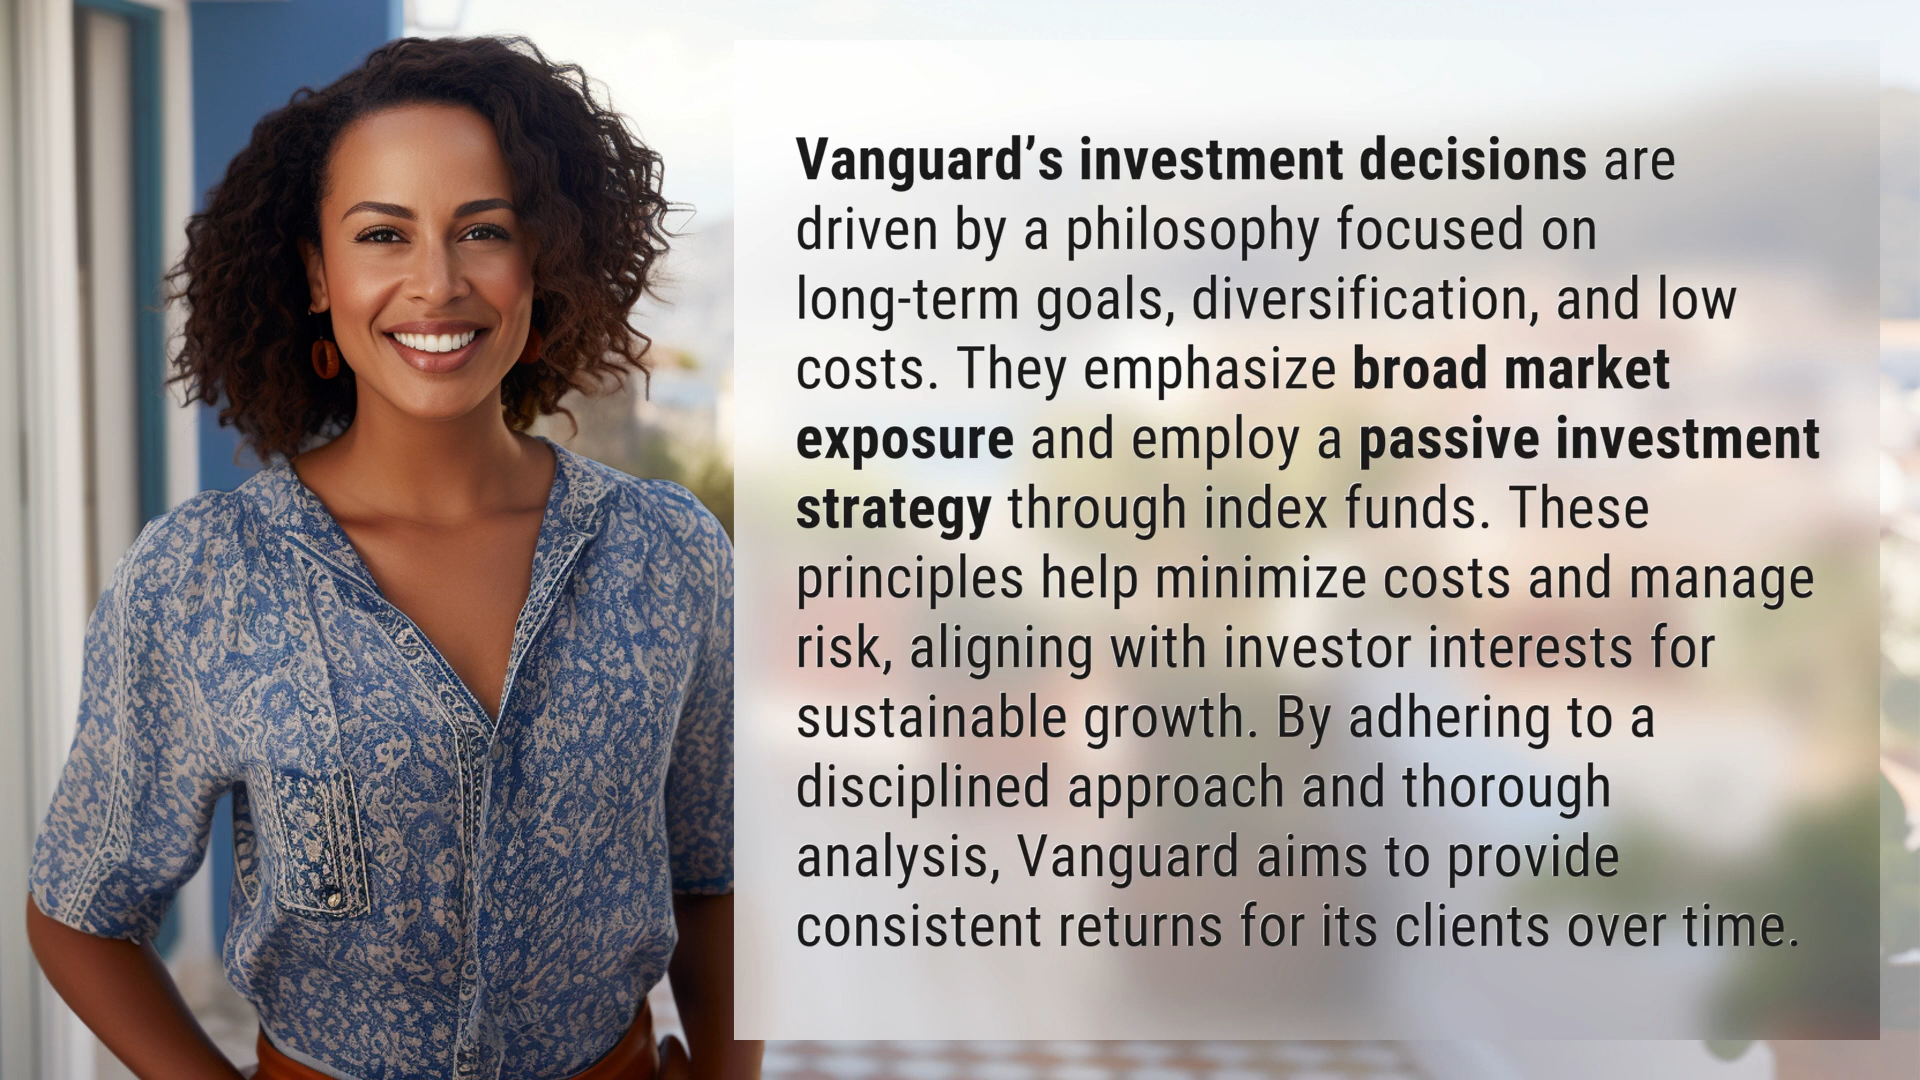 Vanguard’s investment decisions are
driven by a philosophy focused on
long-term goals, diversification, and low
costs. They emphasize broad market
exposure and employ a passive investment
strategy through index funds. These
principles help minimize costs and manage
risk, aligning with investor interests for
sustainable growth. By adhering to a
disciplined approach and thorough
analysis, Vanguard aims to provide
consistent returns for its clients over time.